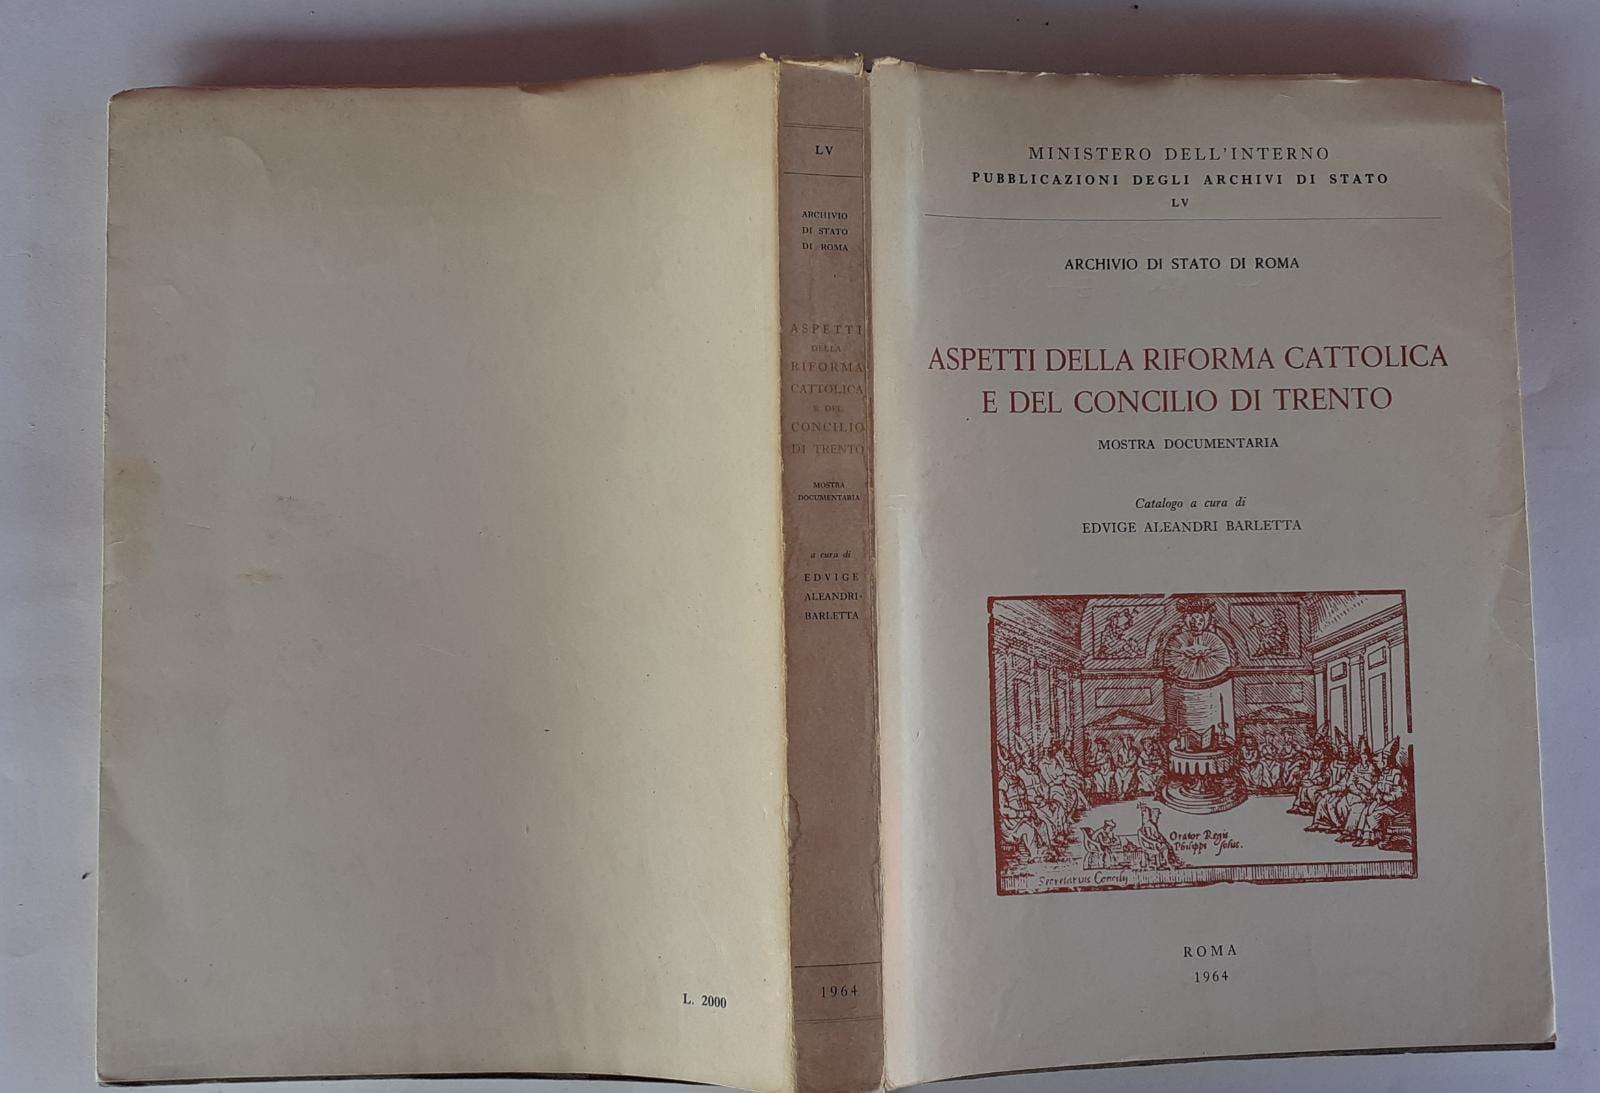 L. 2000
LV
ARCHIVIO
DI STATO
DI ROMA
ASPETTI
DELLA
RIFORMA
CATTOLICA
E DEL
CONCILIO
DI TRENTO
MOSTRA
DOCUMENTARIA
a cura di
EDVIGE
ALEANDRI-
BARLETTA
1964
MINISTERO DELL'INTERNO
PUBBLICAZIONI DEGLI ARCHIVI DI STATO
LV
ARCHIVIO DI STATO DI ROMA
ASPETTI DELLA RIFORMA CATTOLICA
E DEL CONCILIO DI TRENTO
MOSTRA DOCUMENTARIA
Catalogo a cura di
EDVIGE ALEANDRI BARLETTA
Orator Regis
Philippi solus.
Secretarius Concilij
ROMA
1964